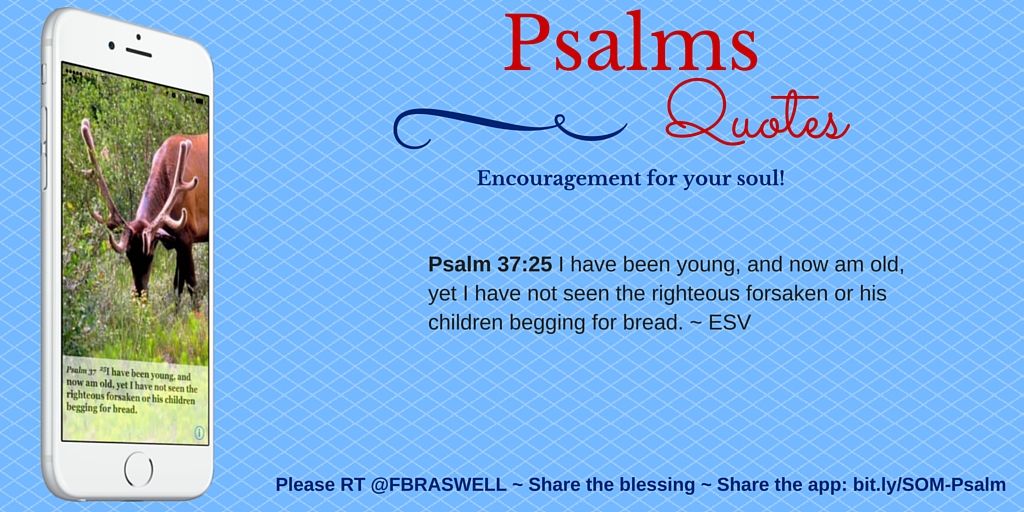 Psalms
Quotes
Encouragement for your soul!
Psalm 37:25 I have been young, and now am old,
yet I have not seen the righteous forsaken or his
children begging for bread. ~ ESV
Psalm 37 25I have been young, and
now am old, yet I have not seen the
righteous forsaken or his children
begging for bread.
Please RT @FBRASWELL ~ Share the blessing ~ Share the app: bit.ly/SOM-Psalm